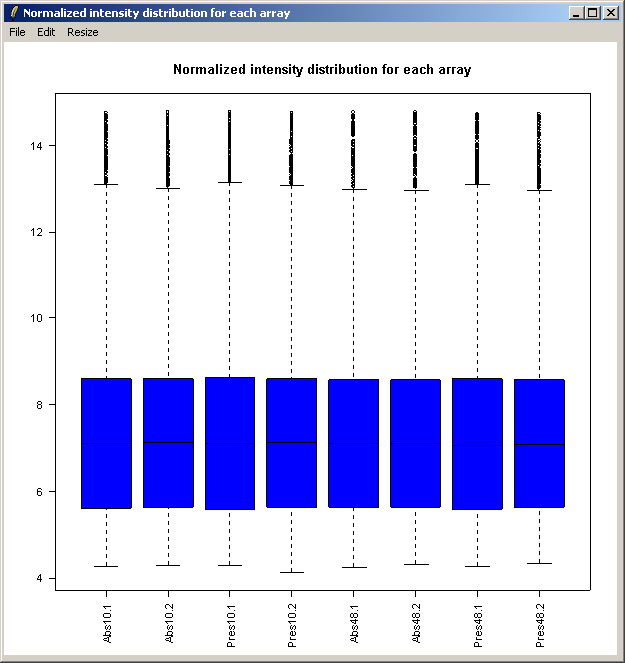 Normalized intensity distribution for each array
File Edit Resize
Normalized intensity distribution for each array
14
12
10
8
6
4
Abs10.1
Abs10.2
Pres10.1
Pres10.2
Abs48.1
Abs48.2
Pres48.1
Pres48.2